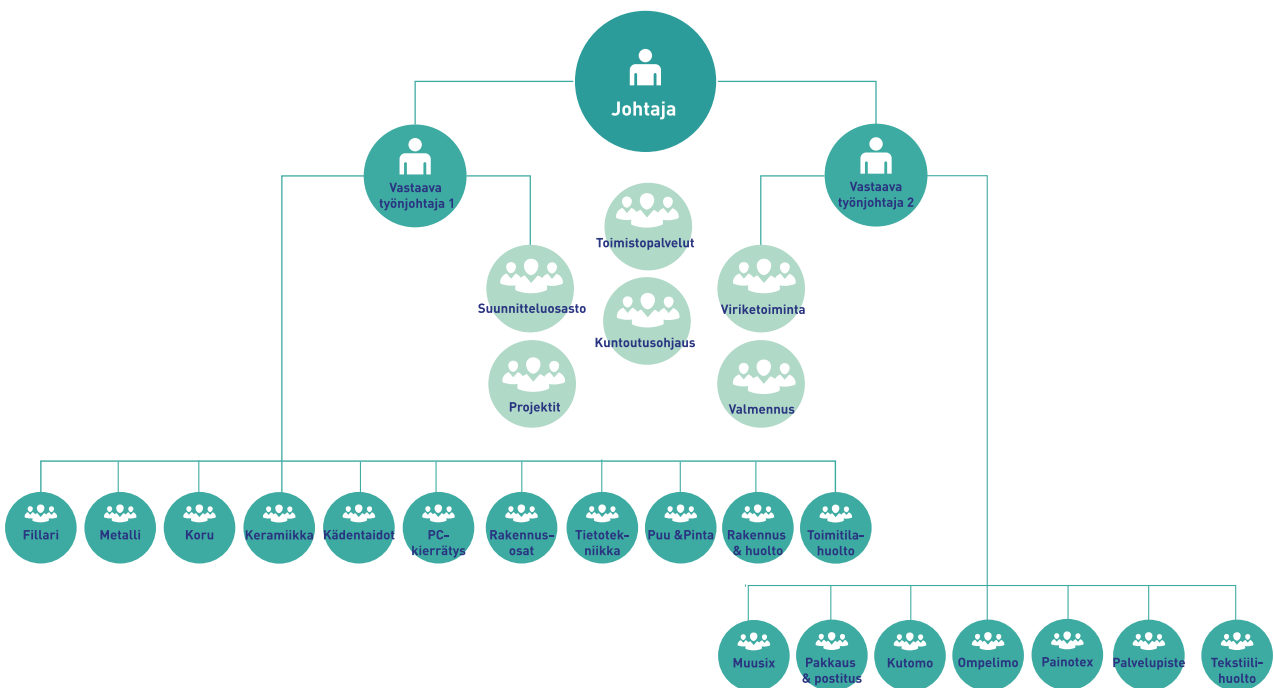 Johtaja
Vastaava
työnjohtaja 1
Vastaava
työnjohtaja 2
Toimistopalvelut
Suunnitteluosasto
Viriketoiminta
Kuntoutusohjaus
Projektit
Valmennus
Fillari
Metalli
Koru
Keramiikka
Kädentaidot
PC-
kierrätys
Rakennus-
osat
Tietotek-
niikka
Puu &Pinta
Rakennus
& huolto
Toimitila-
huolto
Muusix
Pakkaus
& postitus
Kutomo
Ompelimo
Painotex
Palvelupiste
Tekstiili-
huolto